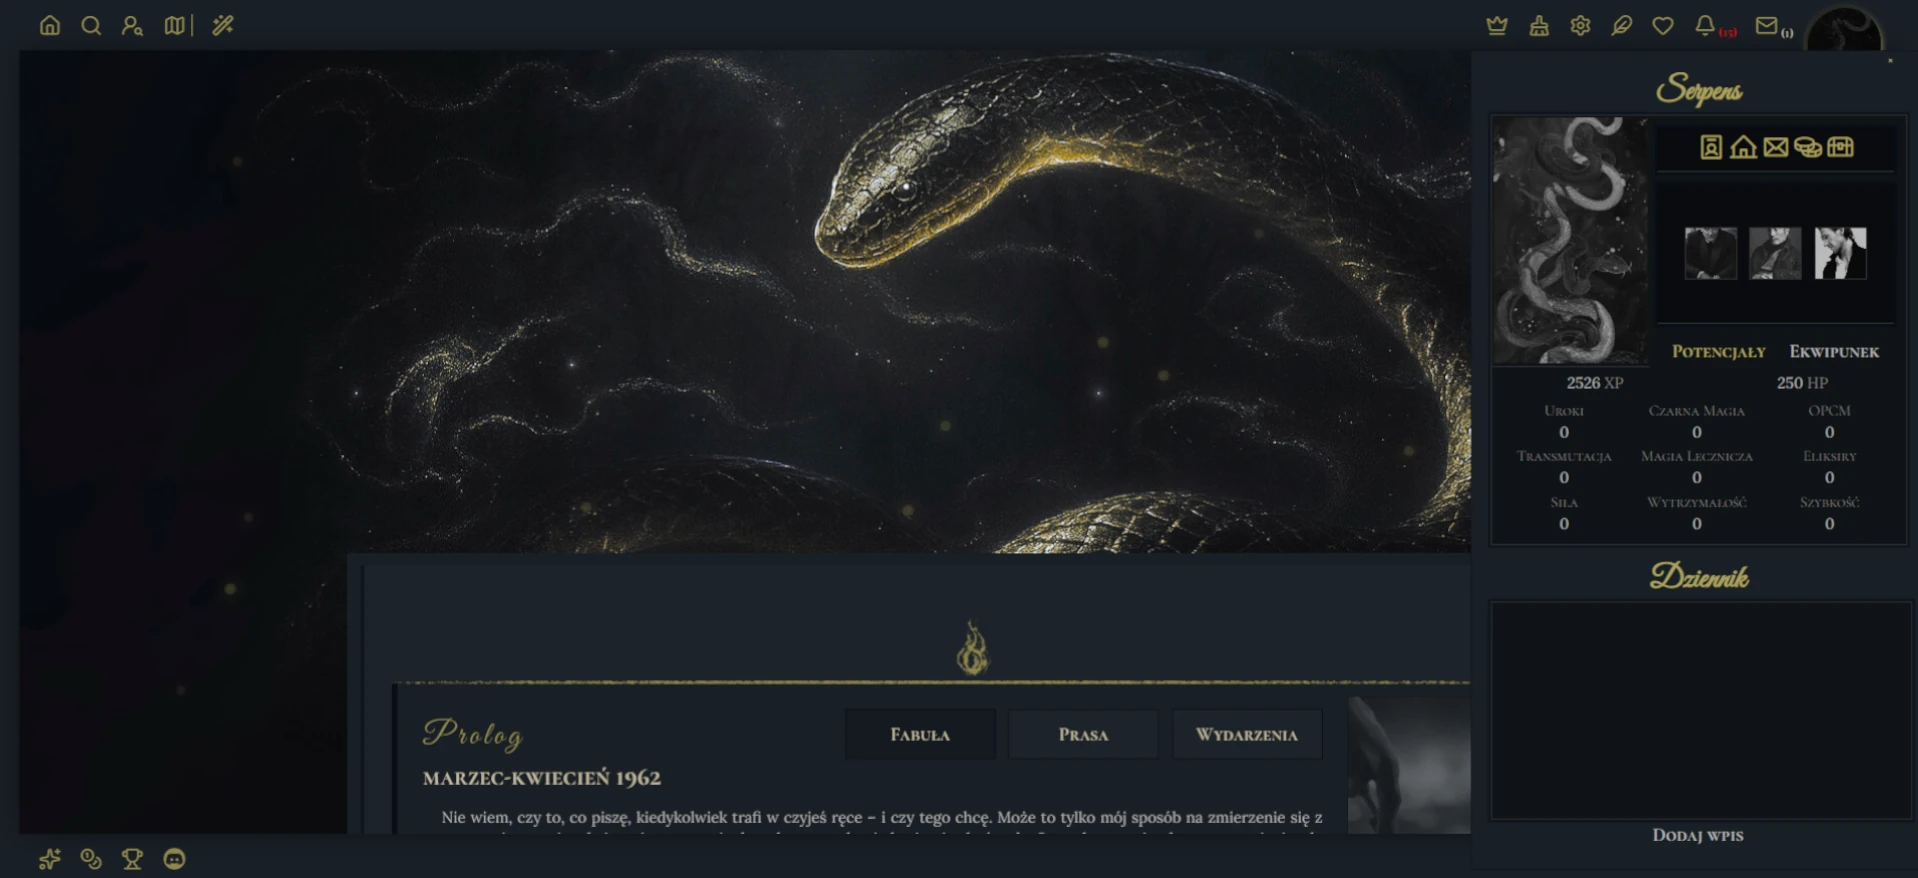 (15)
(1)
×
Serpens
Potencjały Ekwipunek
2526 XP 250 HP
Uroki Czarna Magia OPCM
0 0 0
Transmutacja Magia Lecznicza Eliksiry
0 0 0
Siła Wytrzymałość Szybkość
0 0 0
Dziennik
Dodaj wpis
Prolog
Fabuła Prasa Wydarzenia
MARZEC-KWIECIEŃ 1962
Nie wiem, czy to, co piszę, kiedykolwiek trafi w czyjeś ręce – i czy tego chcę. Może to tylko mój sposób na zmierzenie się z